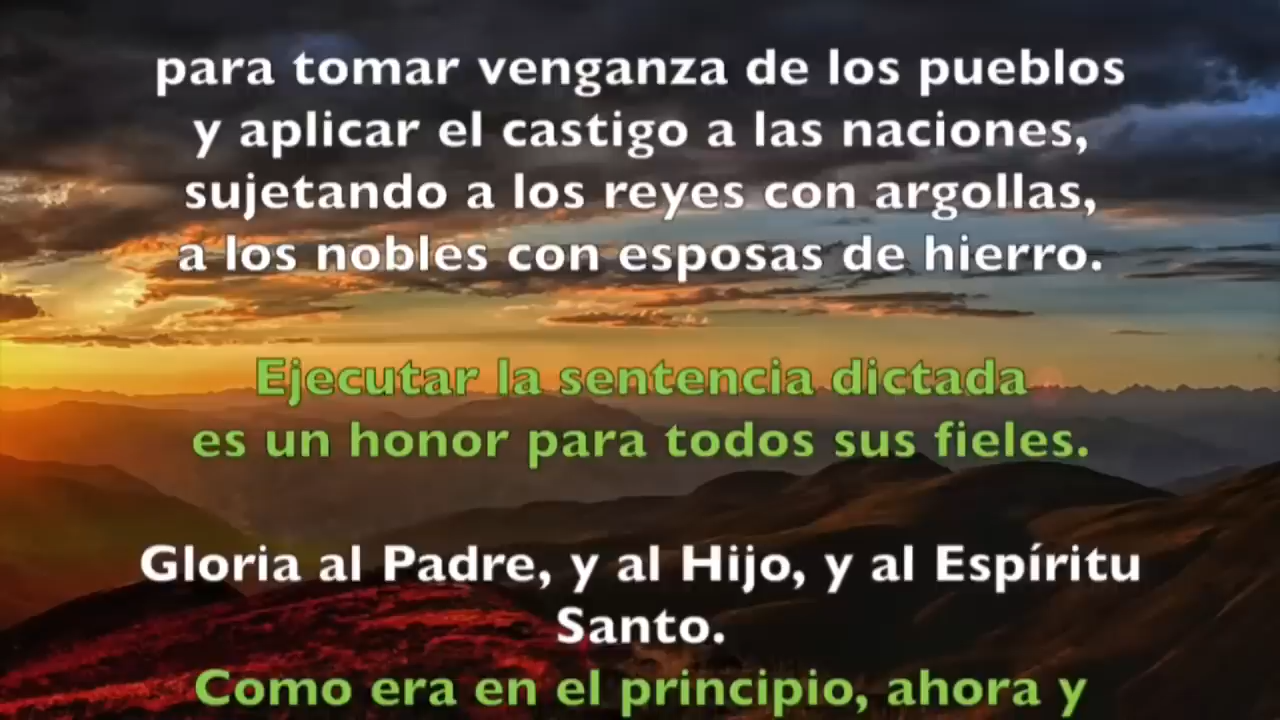 para tomar venganza de los pueblos
y aplicar el castigo a las naciones,
sujetando a los reyes con argollas,
a los nobles con esposas de hierro.
Ejecutar la sentencia dictada
es un honor para todos sus fieles.
Gloria al Padre, y al Hijo, y al Espíritu
Santo.
Como era en el principio, ahora y